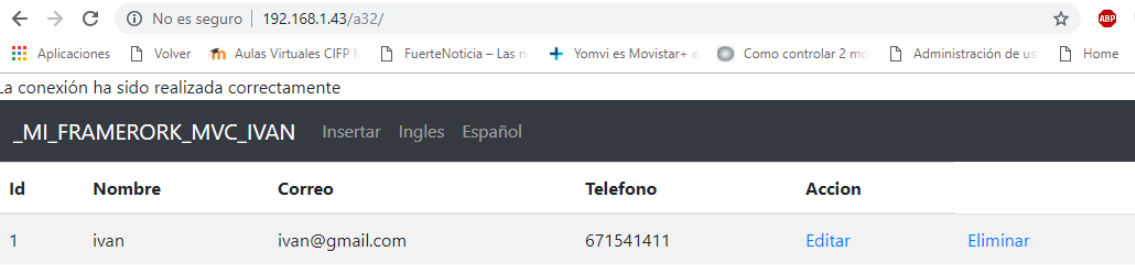 No es seguro | 192.168.1.43/a32/ ABP
Aplicaciones Volver Aulas Virtuales CIFP FuerteNoticia – Las n Yomvi es Movistar+ e Como controlar 2 mo Administración de us Home
La conexión ha sido realizada correctamente
_MI_FRAMERORK_MVC_IVAN Insertar Ingles Español
Id Nombre Correo Telefono Accion
1 ivan ivan@gmail.com 671541411 Editar Eliminar